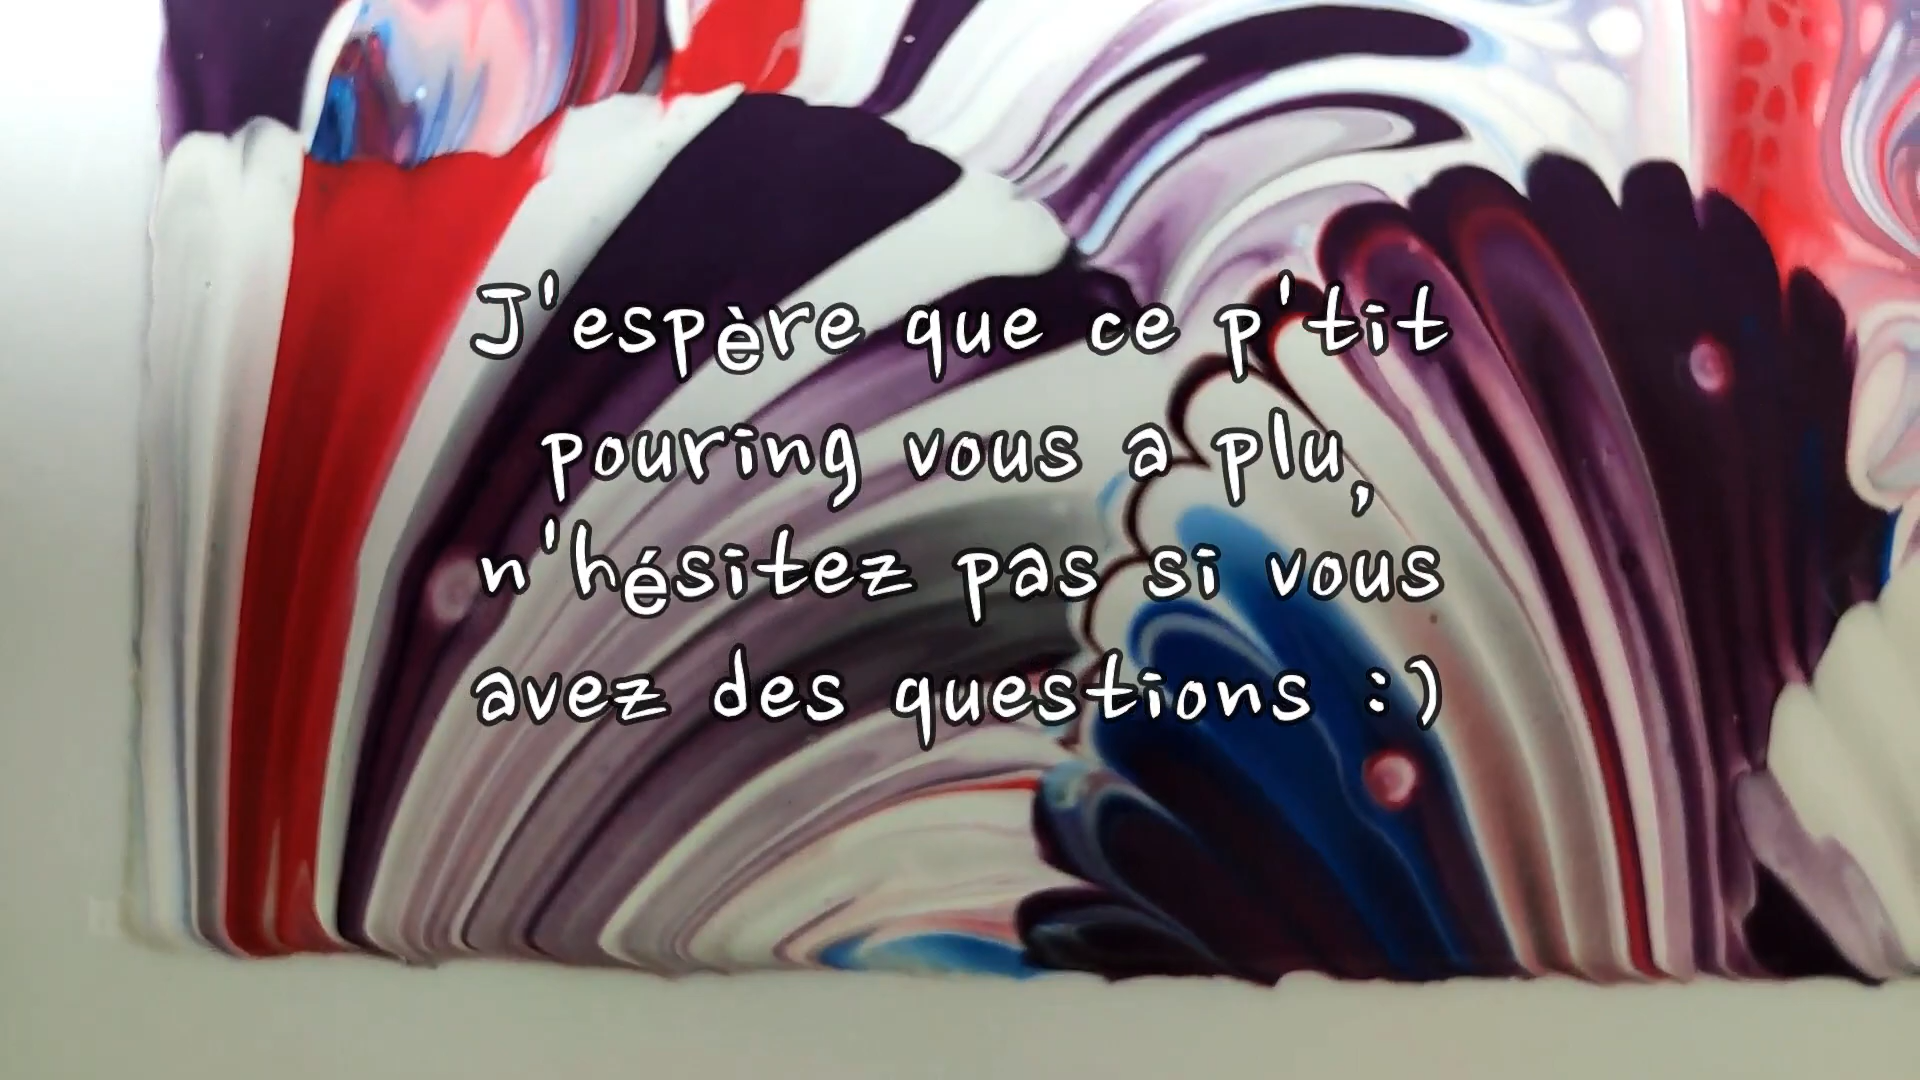 J'espère que ce p'tit
pouring vous a plu,
n'hésitez pas si vous
avez des questions :)